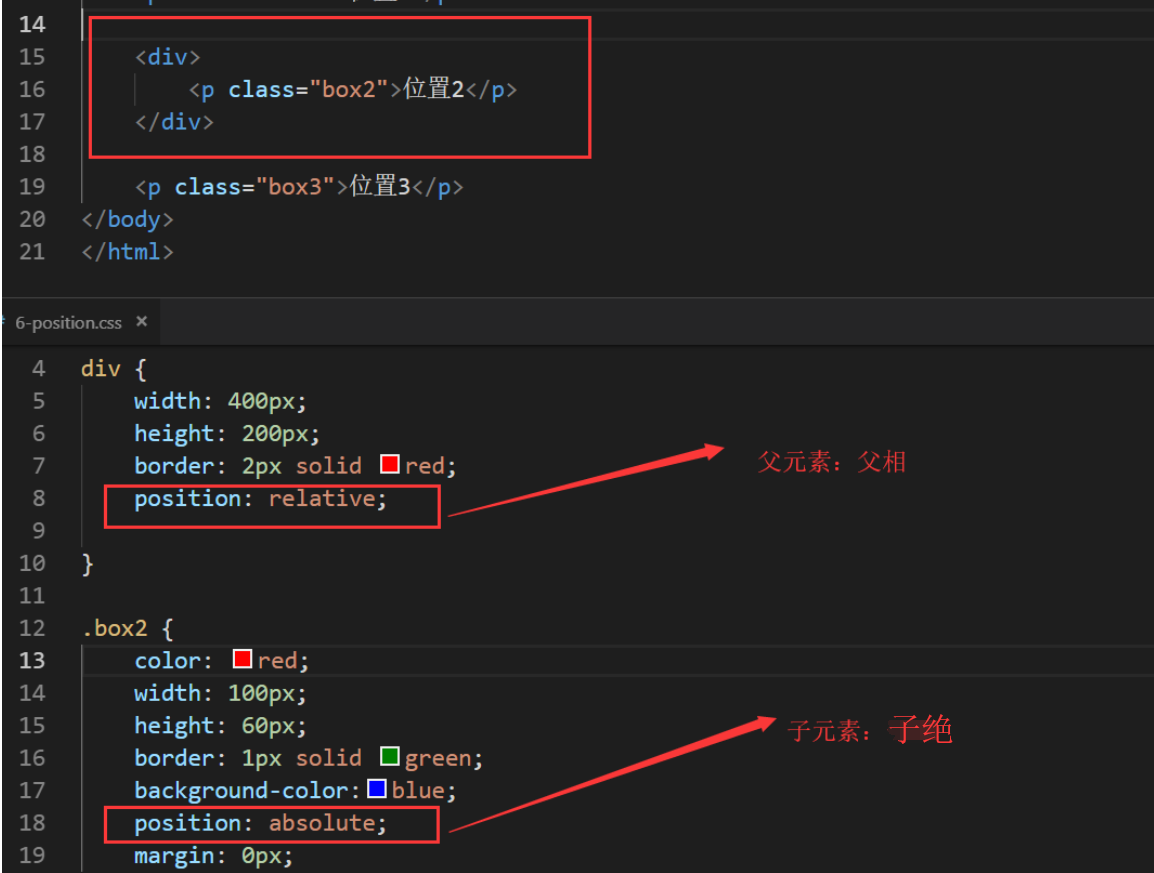 14
15 <div>
16 <p class="box2">位置2</p>
17 </div>
18
19 <p class="box3">位置3</p>
20 </body>
21 </html>
6-position.css ×
4 div {
5 width: 400px;
6 height: 200px;
7 border: 2px solid red;
父元素：父相
8 position: relative;
9
10 }
11
12 .box2 {
13 color: red;
14 width: 100px;
15 height: 60px;
子元素：子绝
16 border: 1px solid green;
17 background-color: blue;
18 position: absolute;
19 margin: 0px;